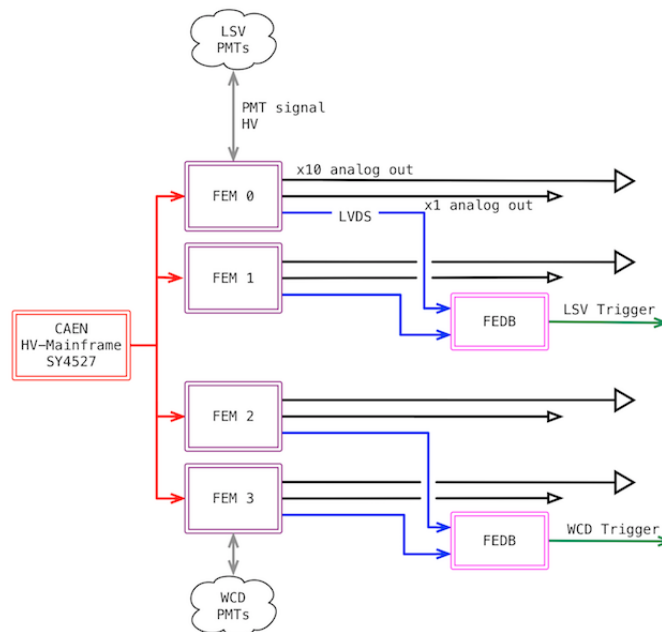 LSV
PMTs
PMT signal
HV
x10 analog out
FEM 0
x1 analog out
LVDS
FEM 1
CAEN
HV-Mainframe
SY4527
FEDB
LSV Trigger
FEM 2
FEM 3
FEDB
WCD Trigger
WCD
PMTs